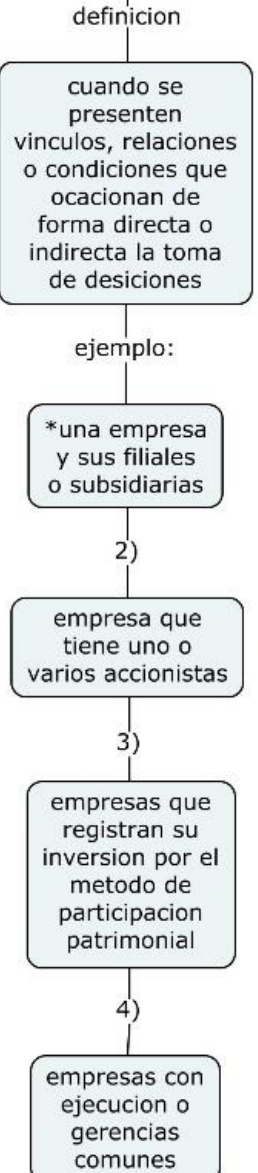 definicion
cuando se
presenten
vinculos, relaciones
o condiciones que
ocacionan de
forma directa o
indirecta la toma
de desiciones
ejemplo:
*una empresa
y sus filiales
o subsidiarias
2)
empresa que
tiene uno o
varios accionistas
3)
empresas que
registran su
inversion por el
metodo de
participacion
patrimonial
4)
empresas con
ejecucion o
gerencias
comunes